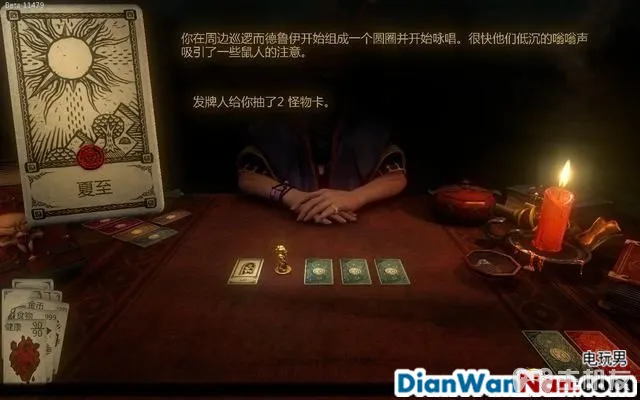 Beta 11479
你在周边巡逻而德鲁伊开始组成一个圆圈并开始咏唱。很快他们低沉的嗡嗡声
吸引了一些鼠人的注意。
发牌人给你抽了2 怪物卡。
夏至
金币
食物 999
健康 90
90
电玩男
DianWanNan.com